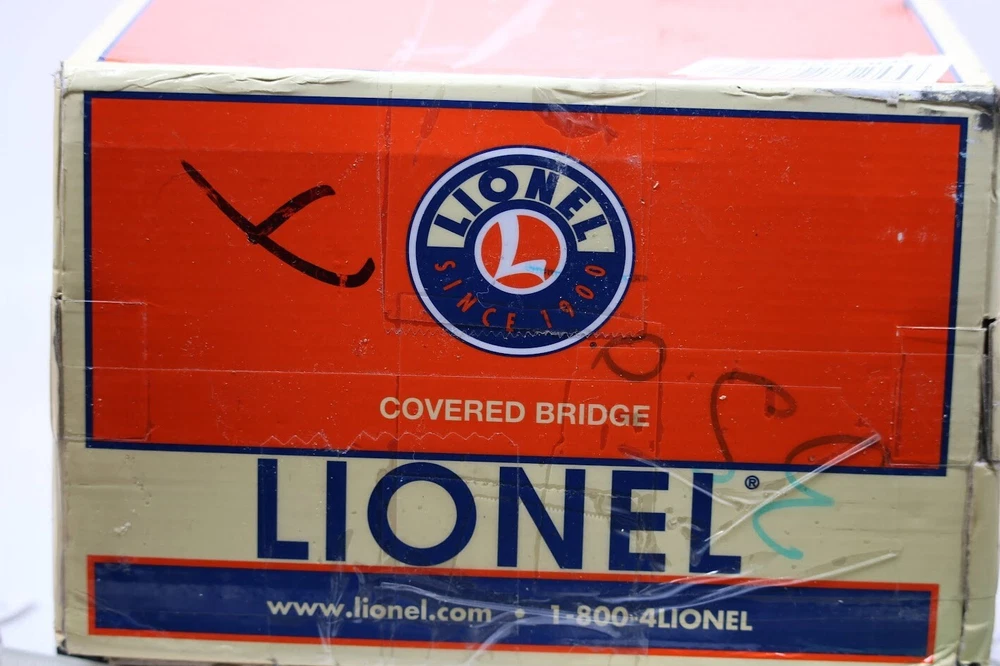 LIONEL
SINCE 1900
COVERED BRIDGE
LIONEL®
www.lionel.com • 1-800-4LIONEL